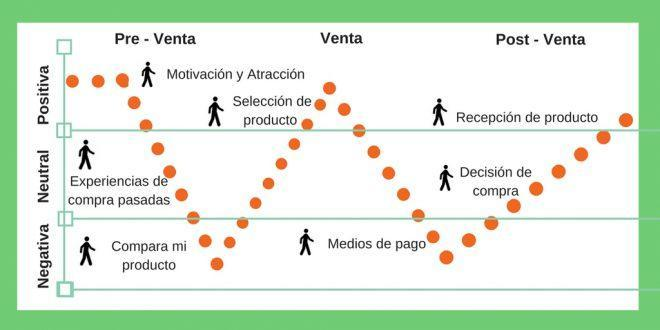 Pre - Venta
Venta
Post - Venta
Positiva
Neutral
Negativa
Motivación y Atracción
Selección de
producto
Recepción de producto
Experiencias de
compra pasadas
Decisión de
compra
Compara mi
producto
Medios de pago